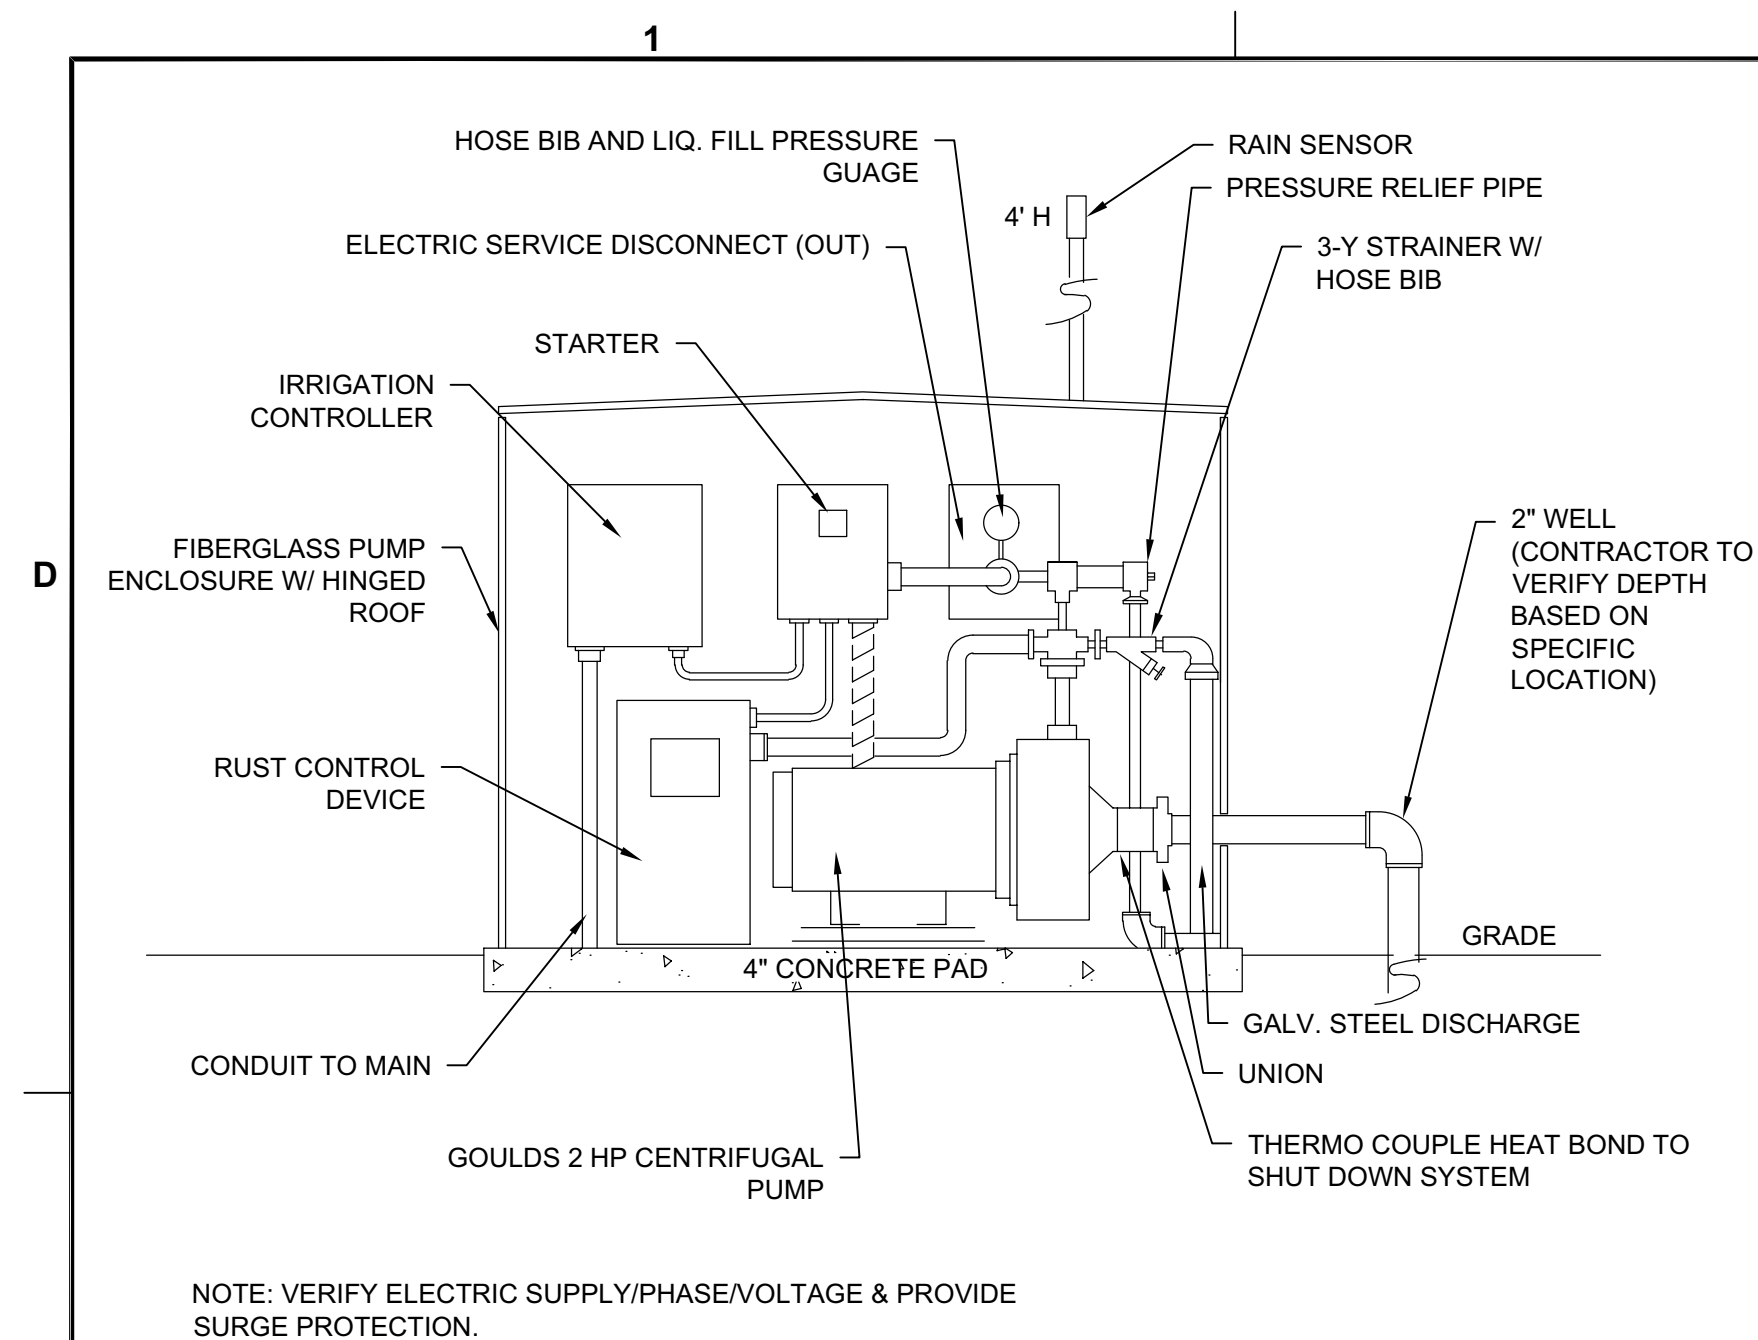 1
HOSE BIB AND LIQ. FILL PRESSURE
GUAGE
RAIN SENSOR
PRESSURE RELIEF PIPE
4' H
ELECTRIC SERVICE DISCONNECT (OUT)
3-Y STRAINER W/
HOSE BIB
STARTER
IRRIGATION
CONTROLLER
D
FIBERGLASS PUMP
ENCLOSURE W/ HINGED
ROOF
2" WELL
(CONTRACTOR TO
VERIFY DEPTH
BASED ON
SPECIFIC
LOCATION)
RUST CONTROL
DEVICE
GRADE
4" CONCRETE PAD
GALV. STEEL DISCHARGE
CONDUIT TO MAIN
UNION
GOULDS 2 HP CENTRIFUGAL
PUMP
THERMO COUPLE HEAT BOND TO
SHUT DOWN SYSTEM
NOTE: VERIFY ELECTRIC SUPPLY/PHASE/VOLTAGE & PROVIDE
SURGE PROTECTION.